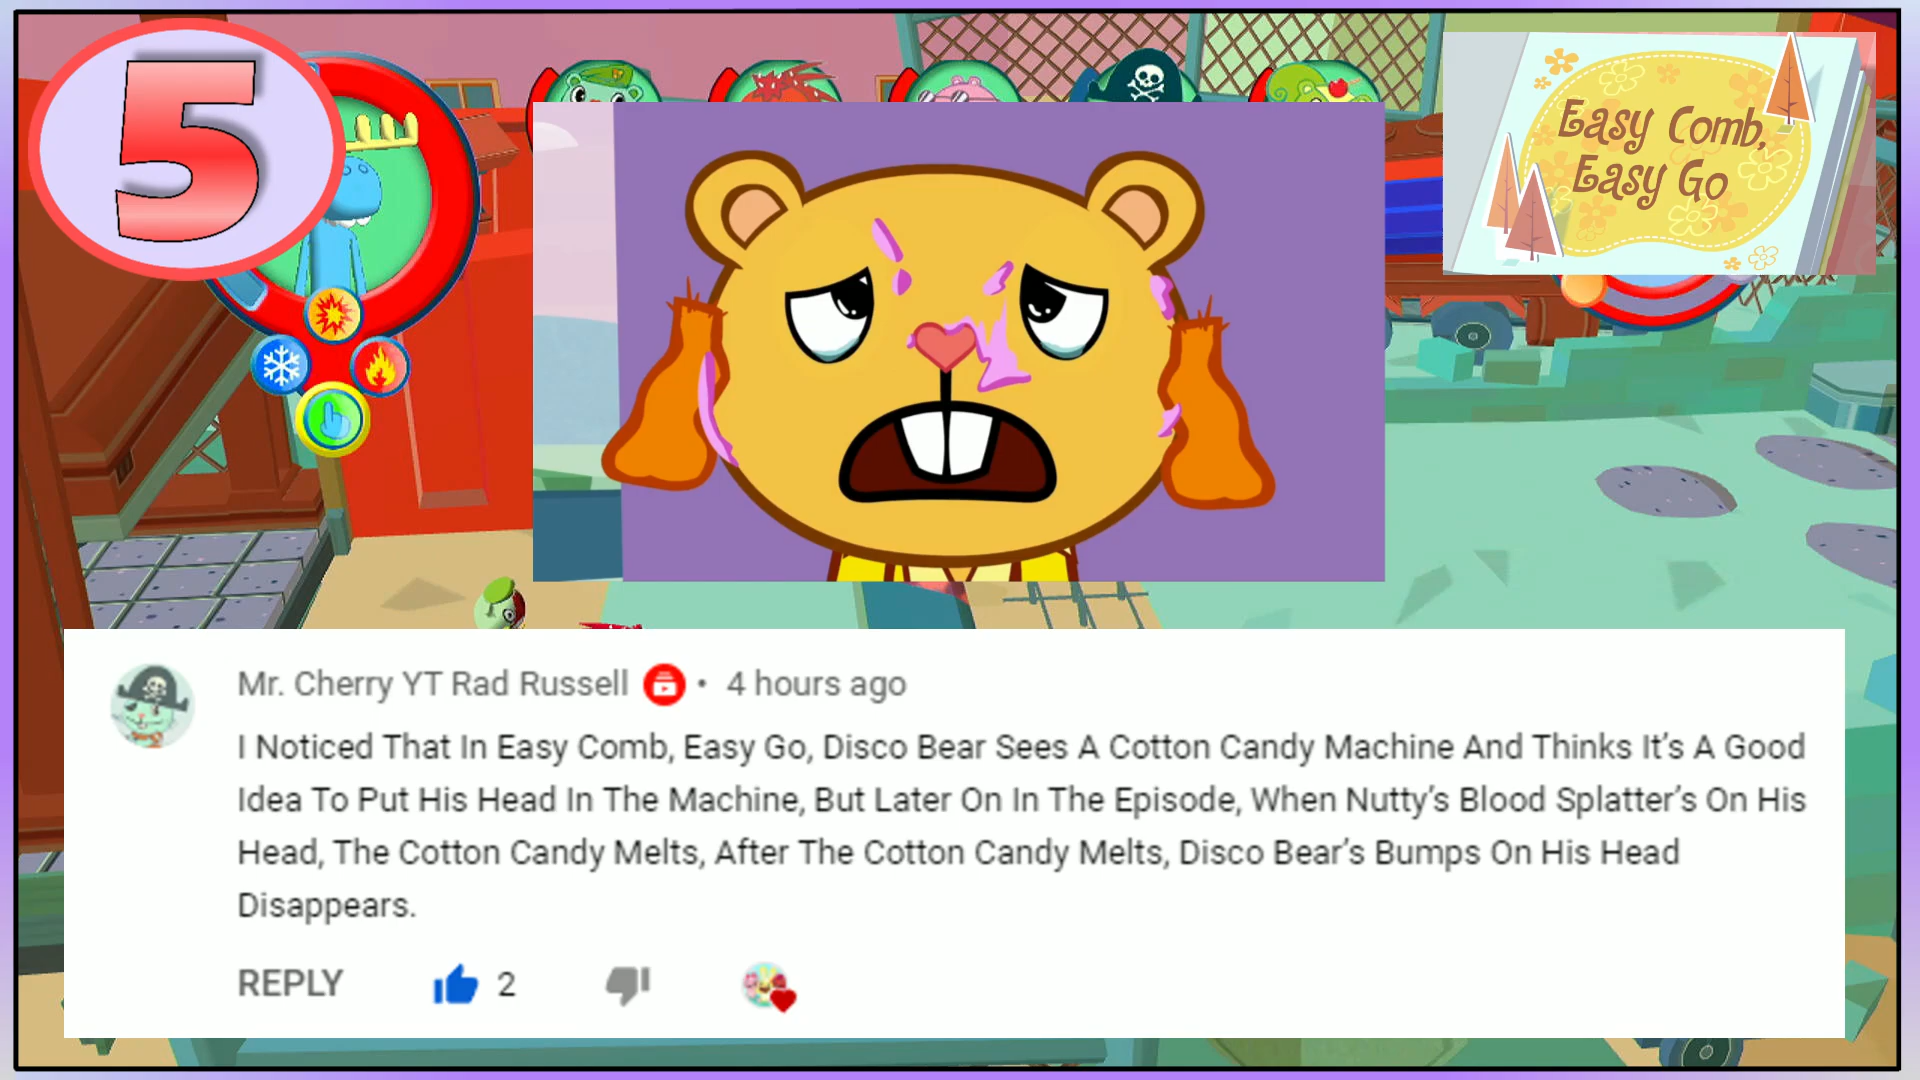 5
Easy Comb,
Easy Go
Mr. Cherry YT Rad Russell • 4 hours ago
I Noticed That In Easy Comb, Easy Go, Disco Bear Sees A Cotton Candy Machine And Thinks It's A Good
Idea To Put His Head In The Machine, But Later On In The Episode, When Nutty's Blood Splatter's On His
Head, The Cotton Candy Melts, After The Cotton Candy Melts, Disco Bear's Bumps On His Head
Disappears.
REPLY 2